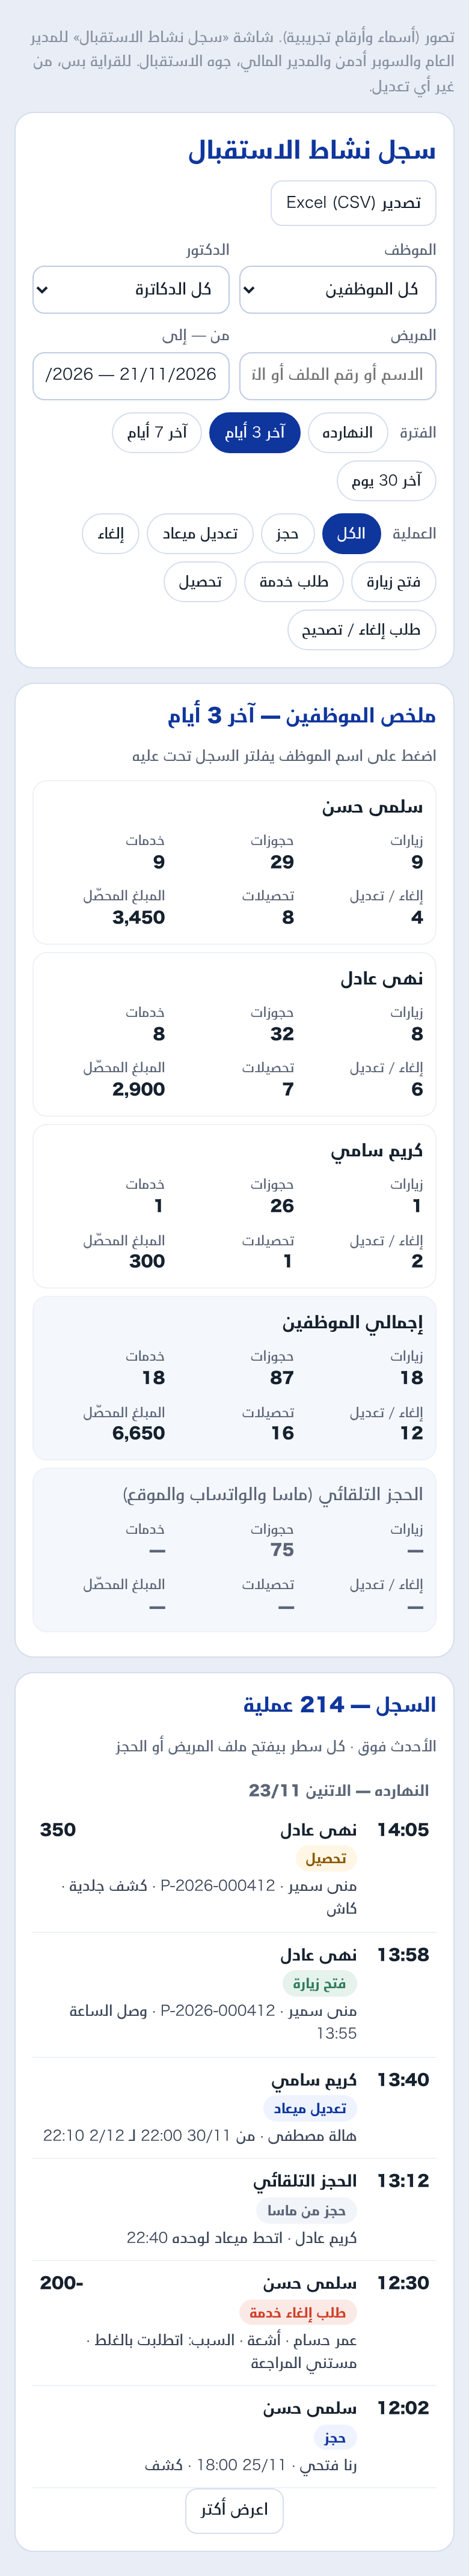 تصور (أسماء وأرقام تجريبية). شاشة «سجل نشاط الاستقبال» للمدير
العام والسوبر أدمن والمدير المالي، جوه الاستقبال. للقراية بس، من
غير أي تعديل.
سجل نشاط الاستقبال
تصدير Excel (CSV)
الموظف
الدكتور
كل الموظفين
كل الدكاترة
المريض
من — إلى
الاسم أو رقم الملف أو الت
21/11/2026 — /2026
الفترة
النهارده
آخر 3 أيام
آخر 7 أيام
آخر 30 يوم
العملية
الكل
حجز
تعديل ميعاد
إلغاء
فتح زيارة
طلب خدمة
تحصيل
طلب إلغاء / تصحيح
ملخص الموظفين — آخر 3 أيام
اضغط على اسم الموظف يفلتر السجل تحت عليه
سلمى حسن
زيارات حجوزات خدمات
9 29 9
إلغاء / تعديل تحصيلات المبلغ المحصّل
4 8 3,450
نهى عادل
زيارات حجوزات خدمات
8 32 8
إلغاء / تعديل تحصيلات المبلغ المحصّل
6 7 2,900
كريم سامي
زيارات حجوزات خدمات
1 26 1
إلغاء / تعديل تحصيلات المبلغ المحصّل
2 1 300
إجمالي الموظفين
زيارات حجوزات خدمات
18 87 18
إلغاء / تعديل تحصيلات المبلغ المحصّل
12 16 6,650
الحجز التلقائي (ماسا والواتساب والموقع)
زيارات حجوزات خدمات
— 75 —
إلغاء / تعديل تحصيلات المبلغ المحصّل
— — —
السجل — 214 عملية
الأحدث فوق · كل سطر بيفتح ملف المريض أو الحجز
النهارده — الاتنين 23/11
14:05 نهى عادل 350
تحصيل
منى سمير · P-2026-000412 · كشف جلدية ·
كاش
13:58 نهى عادل
فتح زيارة
منى سمير · P-2026-000412 · وصل الساعة
13:55
13:40 كريم سامي
تعديل ميعاد
هالة مصطفى · من 30/11 22:00 لـ 2/12 22:10
13:12 الحجز التلقائي
حجز من ماسا
كريم عادل · اتحط ميعاد لوحده 22:40
12:30 سلمى حسن -200
طلب إلغاء خدمة
عمر حسام · أشعة · السبب: اتطلبت بالغلط ·
مستني المراجعة
12:02 سلمى حسن
حجز
رنا فتحي · 25/11 18:00 · كشف
اعرض أكتر